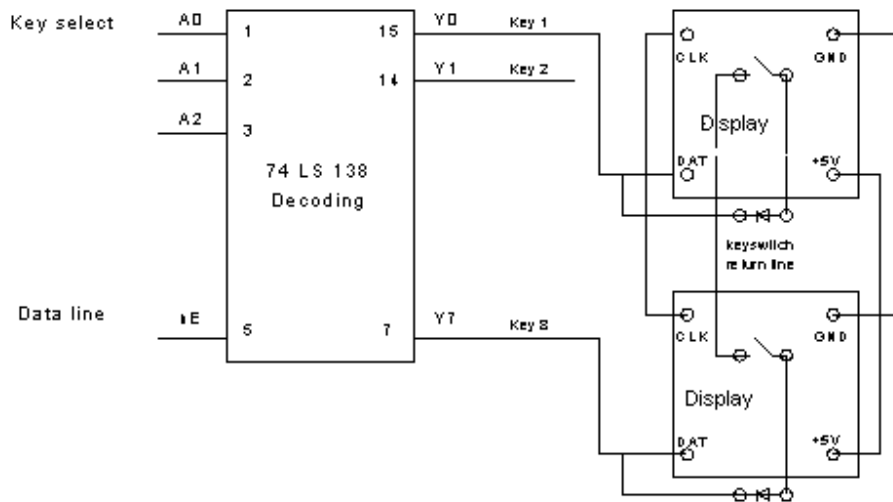 Key select
A0
1
15
Y0
Key 1
A1
2
14
Y1
Key 2
A2
3
74 LS 138
Decoding
Data line
5
7
Y7
Key 8
CLK
GND
Display
DAT
+5V
keyswitch
return line
CLK
GND
Display
DAT
+5V